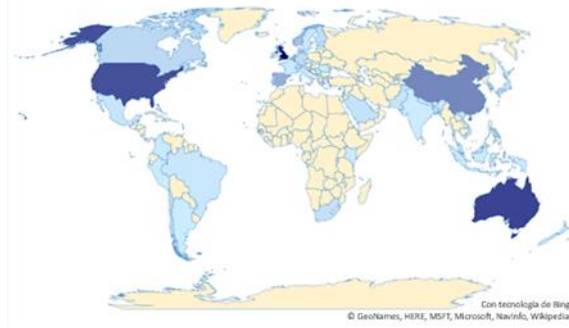 Con tecnología de Bing
© GeoNames, HERE, MSFT, Microsoft, NavInfo, Wikipedia